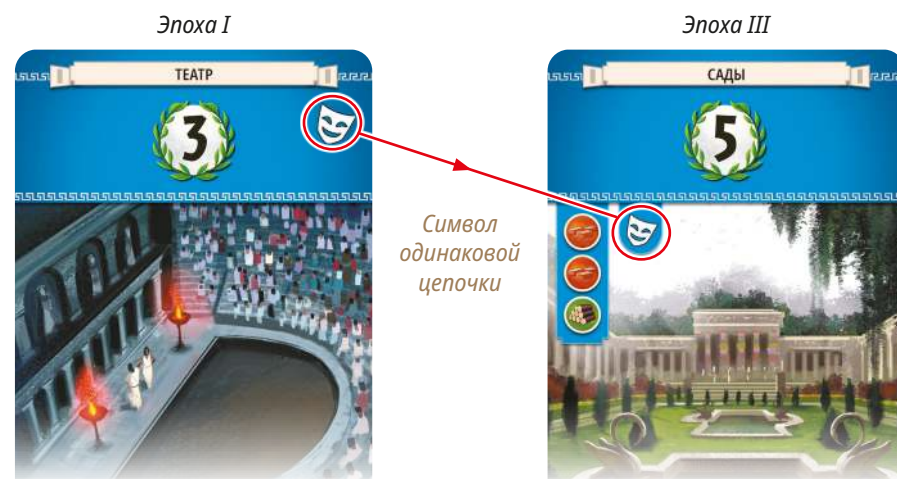 Эпоха I
Эпоха III
ТЕАТР
САДЫ
3
5
Символ
одинаковой
цепочки